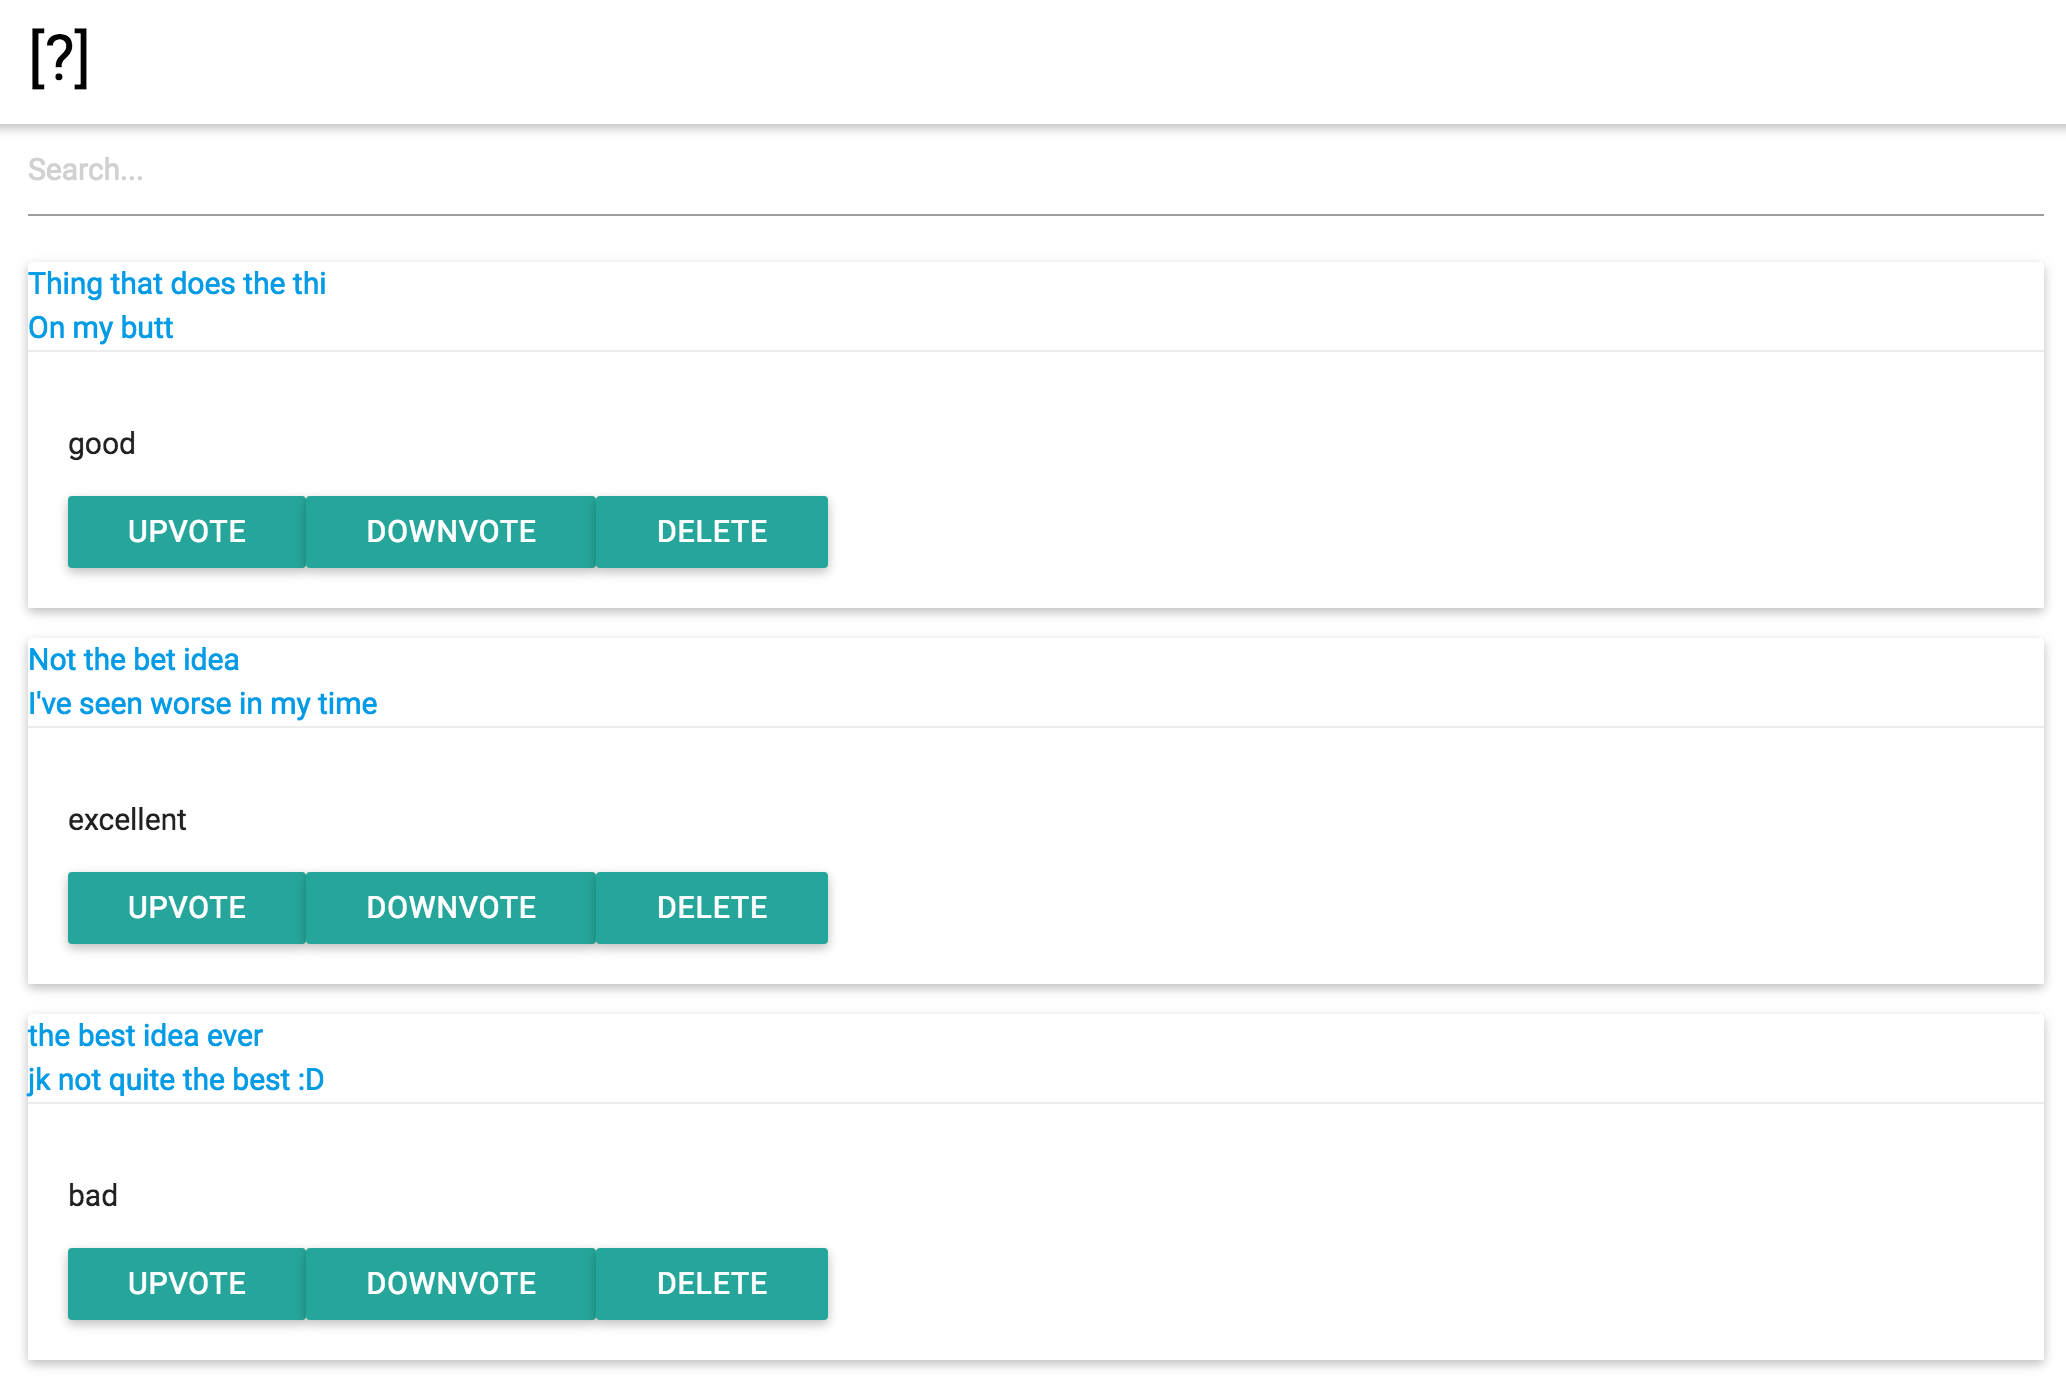 [?]
Search...
Thing that does the thi
On my butt
good
UPVOTE DOWNVOTE DELETE
Not the bet idea
I've seen worse in my time
excellent
UPVOTE DOWNVOTE DELETE
the best idea ever
jk not quite the best :D
bad
UPVOTE DOWNVOTE DELETE